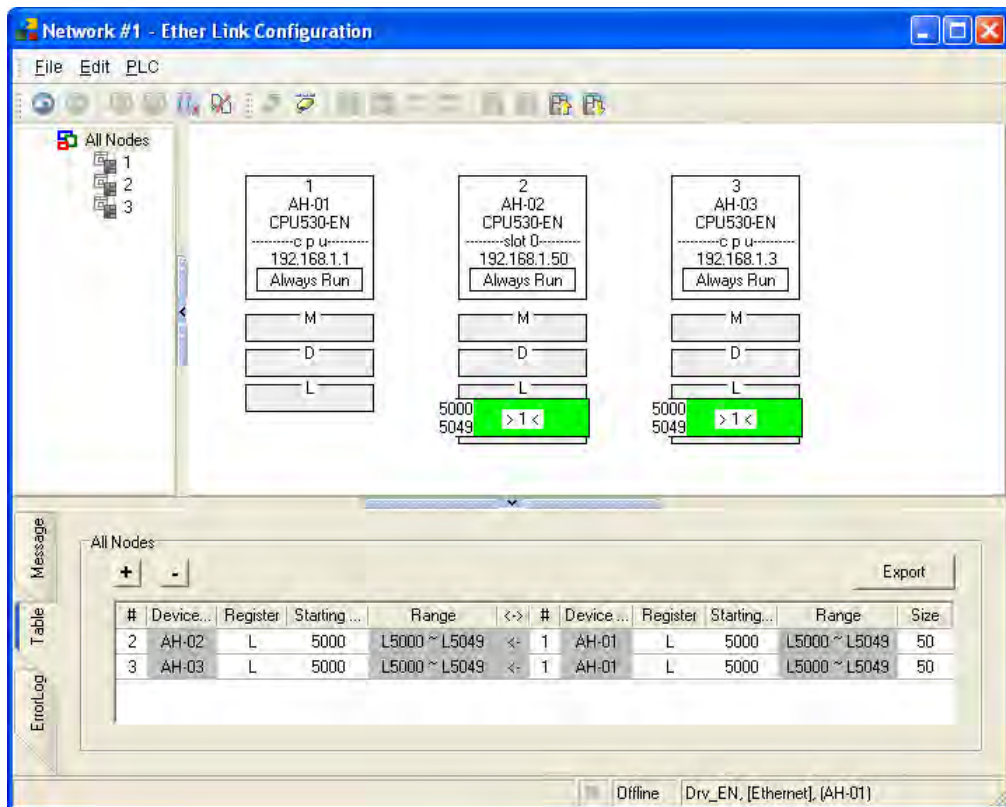 Network #1 - Ether Link Configuration
File Edit PLC
All Nodes
1
2
3
1
AH-01
CPU530-EN
---------c p u---------
192.168.1.1
Always Run
M
D
L
2
AH-02
CPU530-EN
---------slot 0---------
192.168.1.50
Always Run
M
D
L
5000
5049
> 1 <
3
AH-03
CPU530-EN
---------c p u---------
192.168.1.3
Always Run
M
D
L
5000
5049
> 1 <
Message
Table
ErrorLog
All Nodes
+ - Export
# Device... Register Starting ... Range <-> # Device ... Register Starting... Range Size
2 AH-02 L 5000 L5000 ~ L5049 <- 1 AH-01 L 5000 L5000 ~ L5049 50
3 AH-03 L 5000 L5000 ~ L5049 <- 1 AH-01 L 5000 L5000 ~ L5049 50
Offline Drv_EN, [Ethernet], (AH-01)